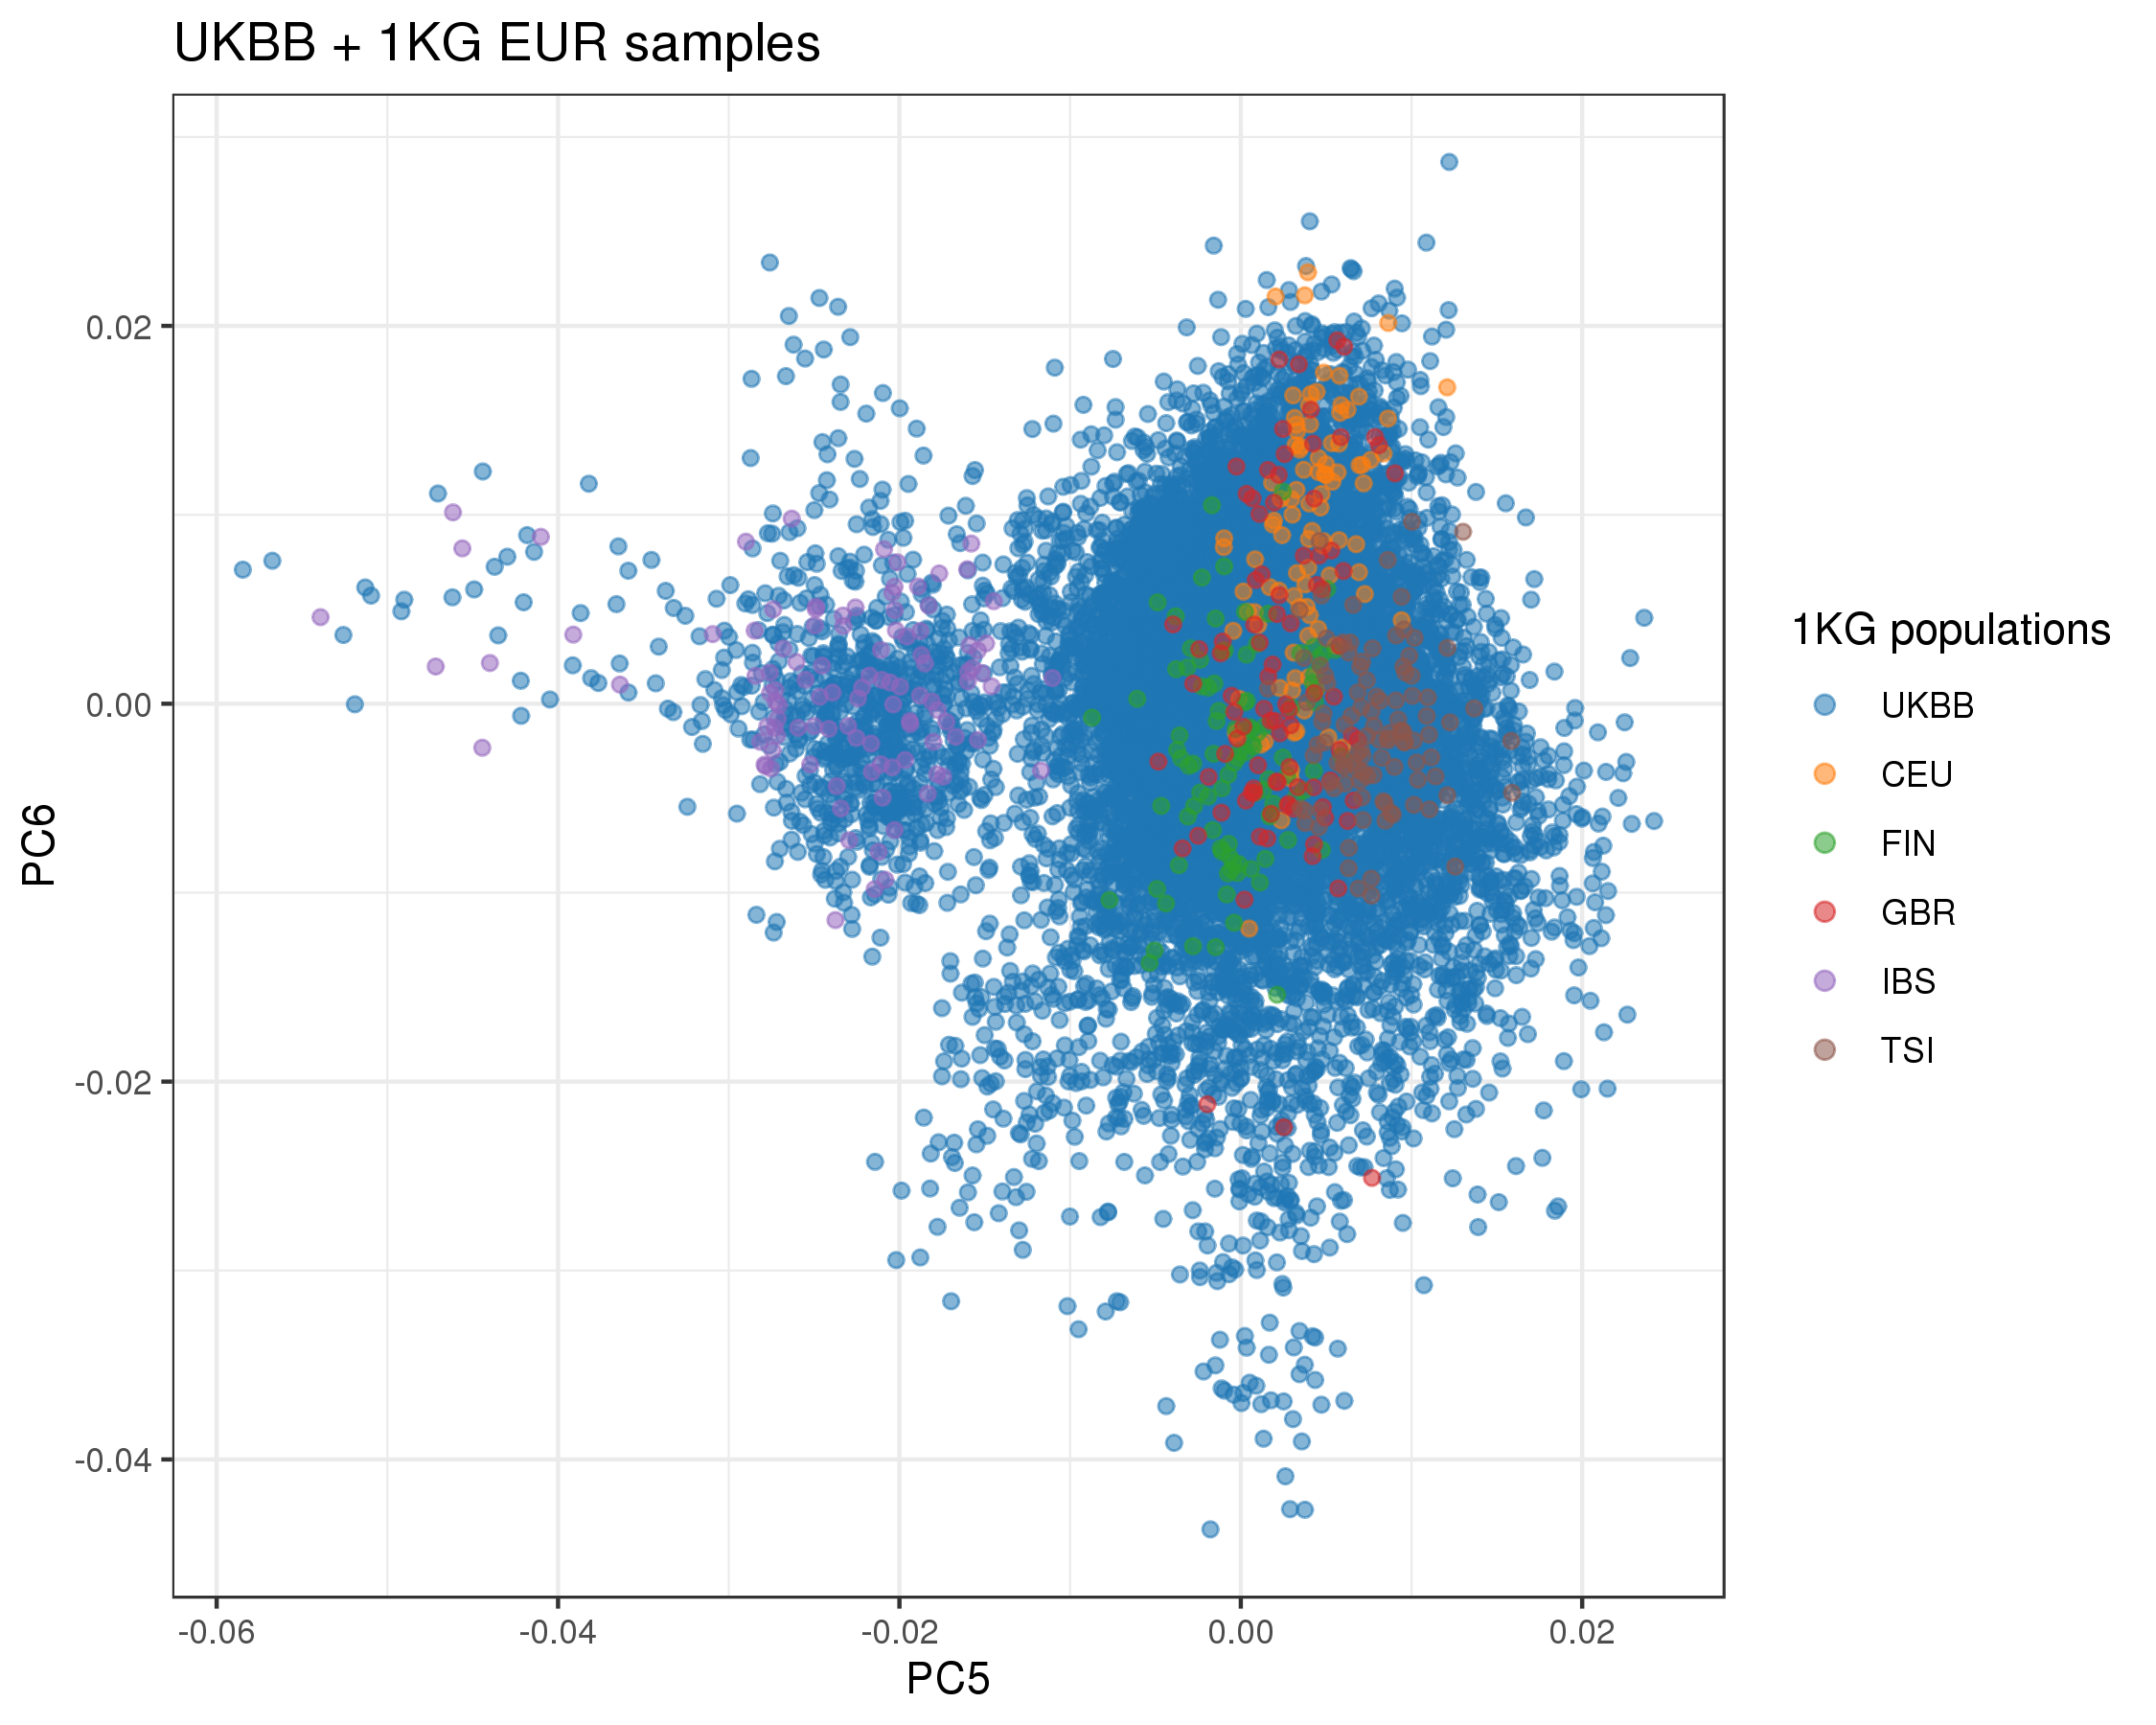 UKBB + 1KG EUR samples
PC6
0.02
0.00
-0.02
-0.04
-0.06
-0.04
-0.02
0.00
0.02
PC5
1KG populations
UKBB
CEU
FIN
GBR
IBS
TSI